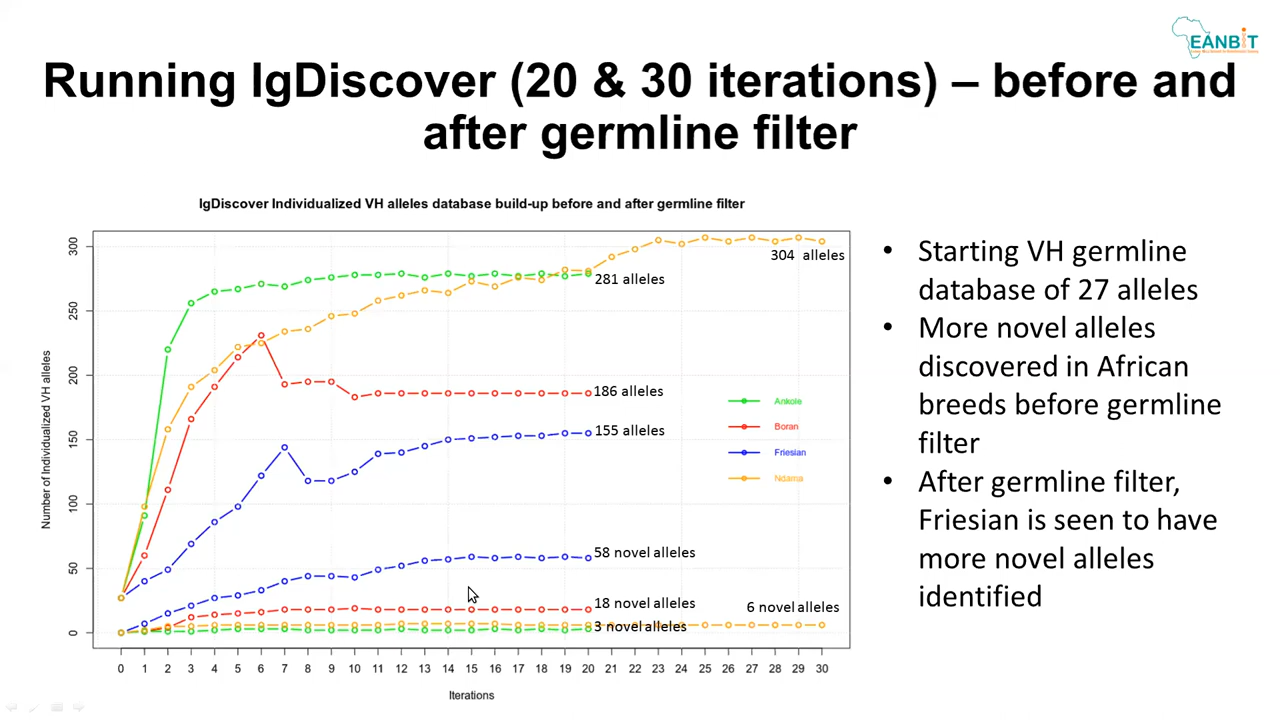 EANBiT
Running IgDiscover (20 & 30 iterations) – before and
after germline filter
IgDiscover Individualized VH alleles database build-up before and after germline filter
Number of Individualized VH alleles
300
250
200
150
100
50
0
304 alleles
281 alleles
186 alleles
155 alleles
58 novel alleles
18 novel alleles
6 novel alleles
3 novel alleles
Ankole
Boran
Friesian
Ndama
0 1 2 3 4 5 6 7 8 9 10 11 12 13 14 15 16 17 18 19 20 21 22 23 24 25 26 27 28 29 30
Iterations
• Starting VH germline
database of 27 alleles
• More novel alleles
discovered in African
breeds before germline
filter
• After germline filter,
Friesian is seen to have
more novel alleles
identified